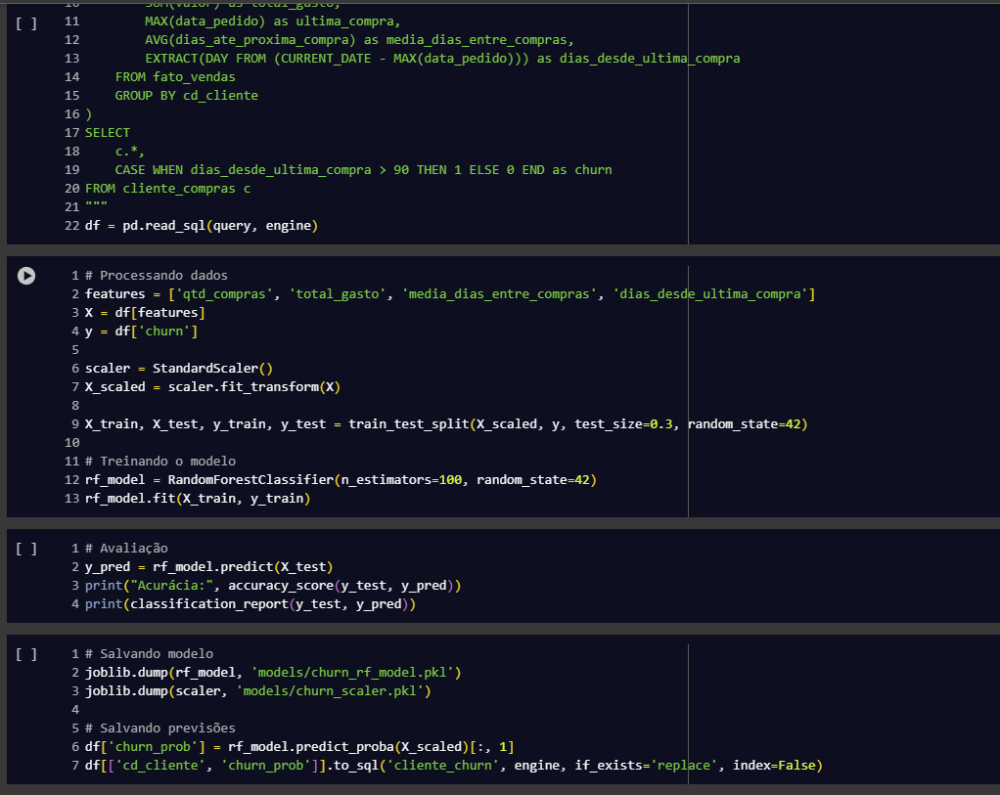 10 SUM(valor) as total_gasto,
[ ] 11 MAX(data_pedido) as ultima_compra,
12 AVG(dias_ate_proxima_compra) as media_dias_entre_compras,
13 EXTRACT(DAY FROM (CURRENT_DATE - MAX(data_pedido))) as dias_desde_ultima_compra
14 FROM fato_vendas
15 GROUP BY cd_cliente
16 )
17 SELECT
18 c.*,
19 CASE WHEN dias_desde_ultima_compra > 90 THEN 1 ELSE 0 END as churn
20 FROM cliente_compras c
21 """
22 df = pd.read_sql(query, engine)
1 # Processando dados
2 features = ['qtd_compras', 'total_gasto', 'media_dias_entre_compras', 'dias_desde_ultima_compra']
3 X = df[features]
4 y = df['churn']
5
6 scaler = StandardScaler()
7 X_scaled = scaler.fit_transform(X)
8
9 X_train, X_test, y_train, y_test = train_test_split(X_scaled, y, test_size=0.3, random_state=42)
10
11 # Treinando o modelo
12 rf_model = RandomForestClassifier(n_estimators=100, random_state=42)
13 rf_model.fit(X_train, y_train)
[ ] 1 # Avaliação
2 y_pred = rf_model.predict(X_test)
3 print("Acurácia:", accuracy_score(y_test, y_pred))
4 print(classification_report(y_test, y_pred))
[ ] 1 # Salvando modelo
2 joblib.dump(rf_model, 'models/churn_rf_model.pkl')
3 joblib.dump(scaler, 'models/churn_scaler.pkl')
4
5 # Salvando previsões
6 df['churn_prob'] = rf_model.predict_proba(X_scaled)[:, 1]
7 df[['cd_cliente', 'churn_prob']].to_sql('cliente_churn', engine, if_exists='replace', index=False)